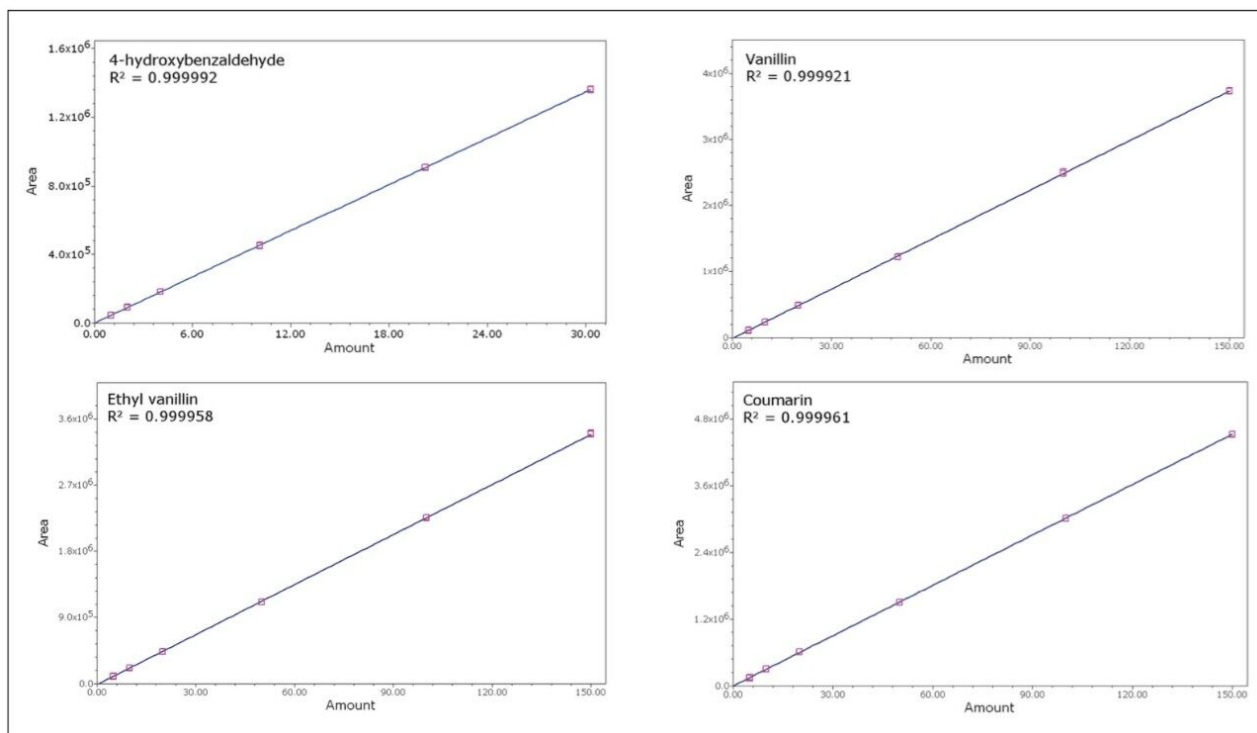 4-hydroxybenzaldehyde
R² = 0.999992
1.6x10⁶
1.2x10⁶
8.0x10⁵
4.0x10⁵
0.0
Area
0.00 6.00 12.00 18.00 24.00 30.00
Amount
Vanillin
R² = 0.999921
4x10⁶
3x10⁶
2x10⁶
1x10⁶
0
Area
0.00 30.00 60.00 90.00 120.00 150.00
Amount
Ethyl vanillin
R² = 0.999958
3.6x10⁶
2.7x10⁶
1.8x10⁶
9.0x10⁵
0.0
Area
0.00 30.00 60.00 90.00 120.00 150.00
Amount
Coumarin
R² = 0.999961
4.8x10⁶
3.6x10⁶
2.4x10⁶
1.2x10⁶
0.0
Area
0.00 30.00 60.00 90.00 120.00 150.00
Amount